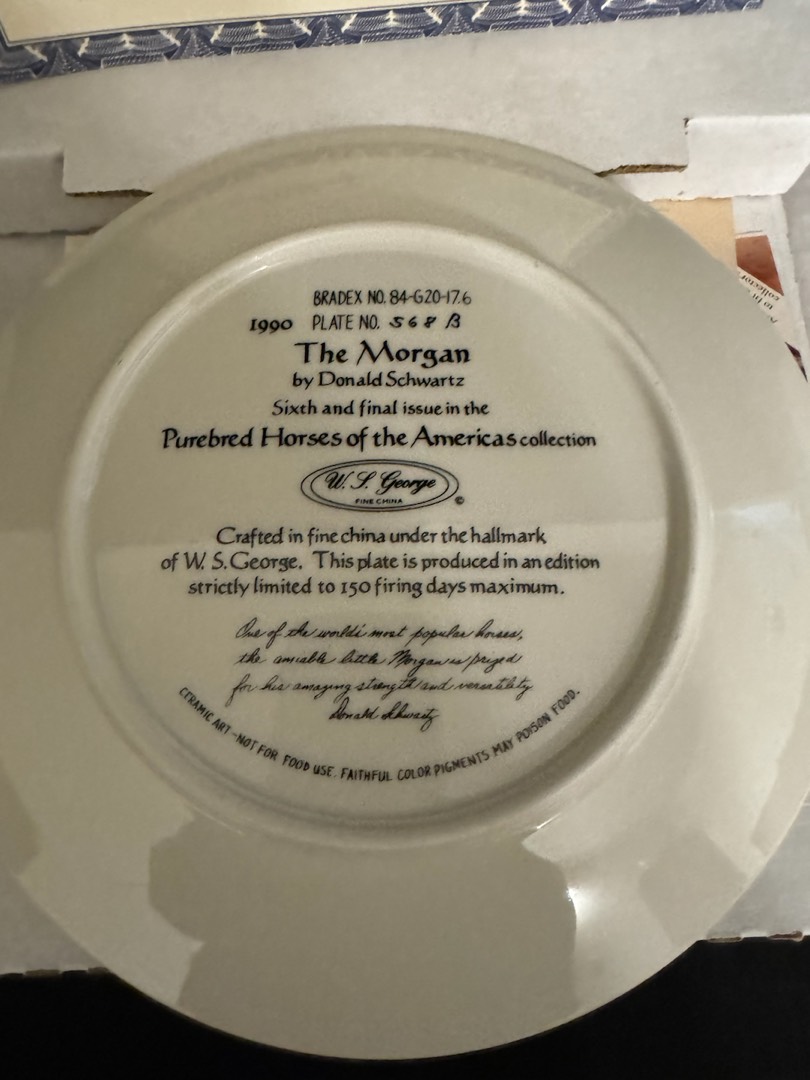 BRADEX NO. 84-G20-17.6
1990 PLATE NO. 568 B
The Morgan
by Donald Schwartz
Sixth and final issue in the
Purebred Horses of the Americas collection
W. S. George
FINE CHINA
©
Crafted in fine china under the hallmark
of W. S. George. This plate is produced in an edition
strictly limited to 150 firing days maximum.
One of the world's most popular horses,
the amiable little Morgan is prized
for his amazing strength and versatility
Donald Schwartz
CERAMIC ART - NOT FOR FOOD USE. FAITHFUL COLOR PIGMENTS MAY POISON FOOD.
collector